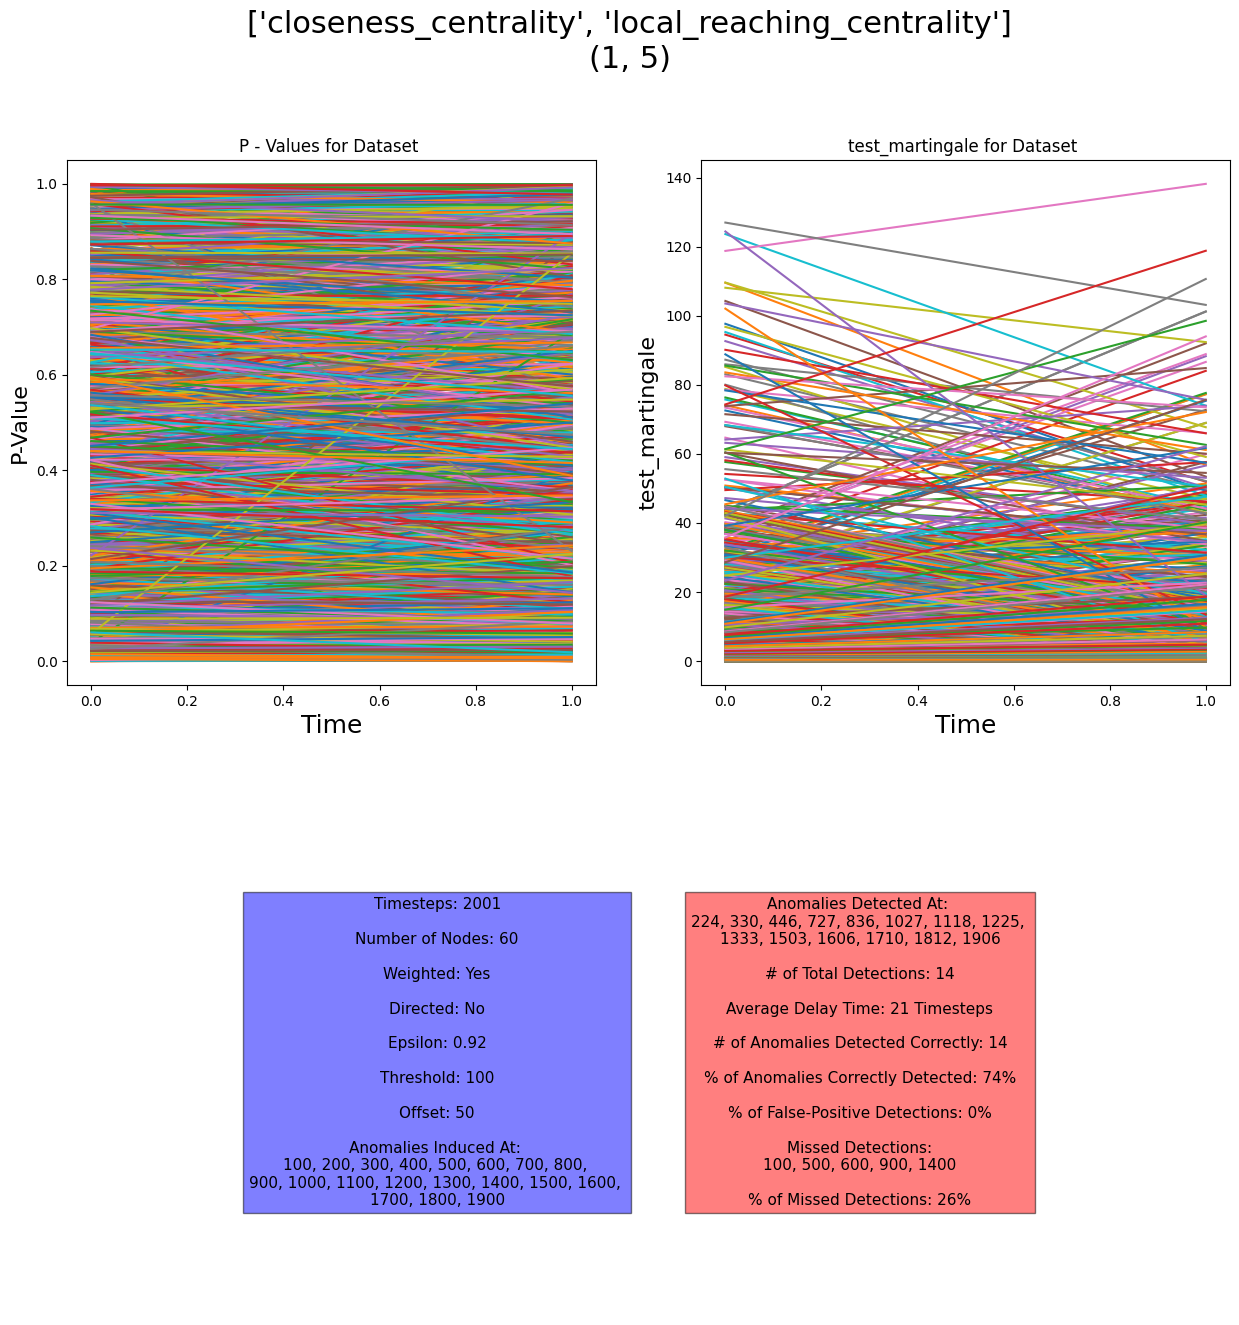 ['closeness_centrality', 'local_reaching_centrality']
(1, 5)
P - Values for Dataset
P-Value
1.0
0.8
0.6
0.4
0.2
0.0
0.0 0.2 0.4 0.6 0.8 1.0
Time
test_martingale for Dataset
test_martingale
140
120
100
80
60
40
20
0
0.0 0.2 0.4 0.6 0.8 1.0
Time
Timesteps: 2001
Number of Nodes: 60
Weighted: Yes
Directed: No
Epsilon: 0.92
Threshold: 100
Offset: 50
Anomalies Induced At:
100, 200, 300, 400, 500, 600, 700, 800,
900, 1000, 1100, 1200, 1300, 1400, 1500, 1600,
1700, 1800, 1900
Anomalies Detected At:
224, 330, 446, 727, 836, 1027, 1118, 1225,
1333, 1503, 1606, 1710, 1812, 1906
# of Total Detections: 14
Average Delay Time: 21 Timesteps
# of Anomalies Detected Correctly: 14
% of Anomalies Correctly Detected: 74%
% of False-Positive Detections: 0%
Missed Detections:
100, 500, 600, 900, 1400
% of Missed Detections: 26%